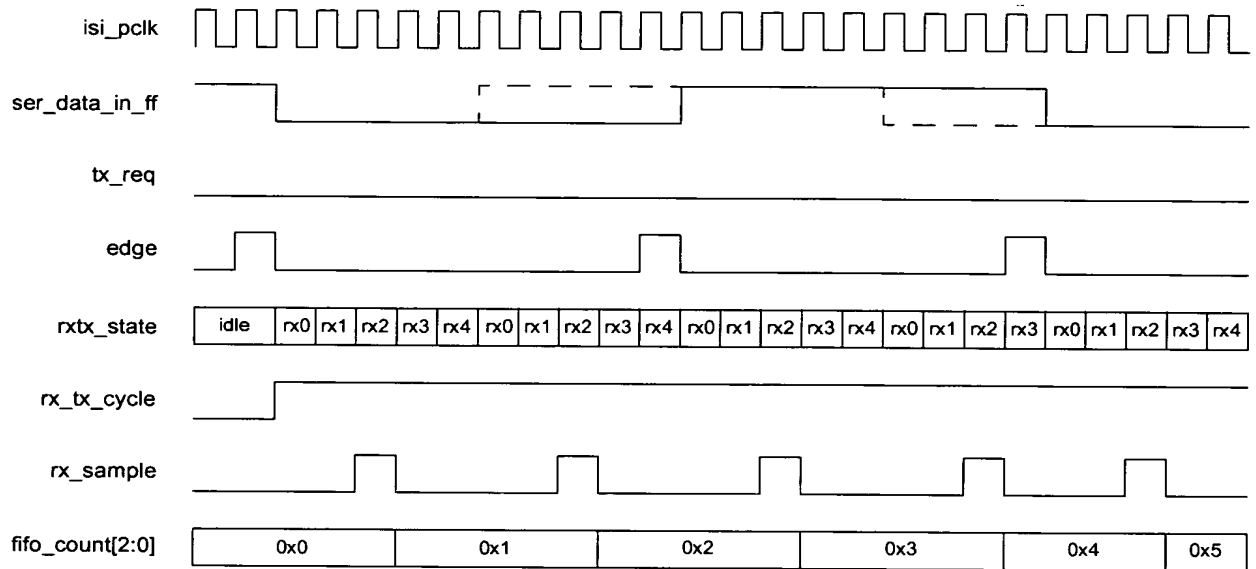 isi_pclk
ser_data_in_ff
tx_req
edge
rxtx_state idle rx0 rx1 rx2 rx3 rx4 rx0 rx1 rx2 rx3 rx4 rx0 rx1 rx2 rx3 rx4 rx0 rx1 rx2 rx3 rx0 rx1 rx2 rx3 rx4
rx_tx_cycle
rx_sample
fifo_count[2:0] 0x0 0x1 0x2 0x3 0x4 0x5